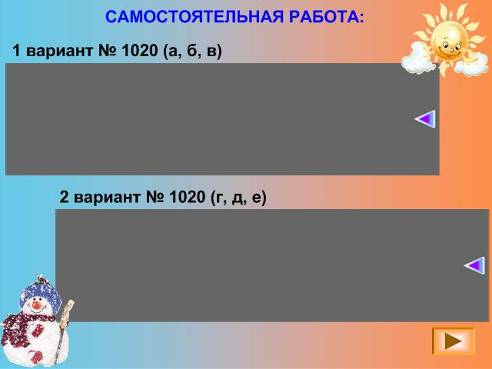 САМОСТОЯТЕЛЬНАЯ РАБОТА:
1 вариант № 1020 (а, б, в)
2 вариант № 1020 (г, д, е)